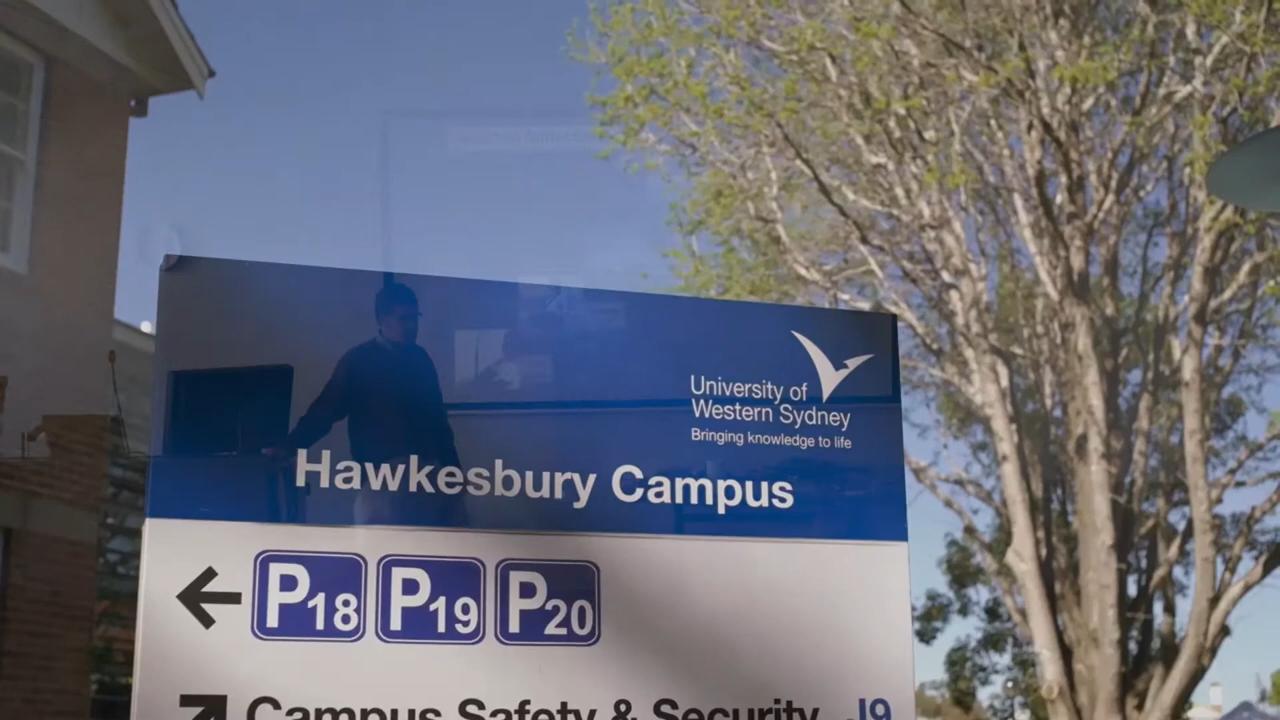 University of
Western Sydney
Bringing knowledge to life
Hawkesbury Campus
P18 P19 P20
Campus Safety & Security J9